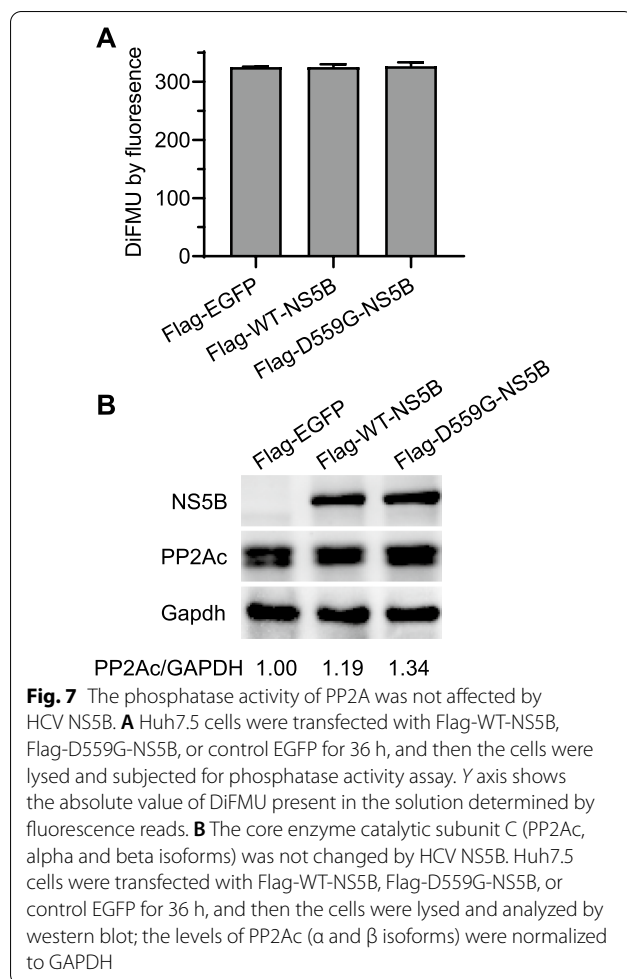 A
DiFMU by fluoresence
300
200
100
0
Flag-EGFP
Flag-WT-NS5B
Flag-D559G-NS5B
B
Flag-EGFP
Flag-WT-NS5B
Flag-D559G-NS5B
NS5B
PP2Ac
Gapdh
PP2Ac/GAPDH 1.00 1.19 1.34
Fig. 7 The phosphatase activity of PP2A was not affected by
HCV NS5B. A Huh7.5 cells were transfected with Flag-WT-NS5B,
Flag-D559G-NS5B, or control EGFP for 36 h, and then the cells were
lysed and subjected for phosphatase activity assay. Y axis shows
the absolute value of DiFMU present in the solution determined by
fluorescence reads. B The core enzyme catalytic subunit C (PP2Ac,
alpha and beta isoforms) was not changed by HCV NS5B. Huh7.5
cells were transfected with Flag-WT-NS5B, Flag-D559G-NS5B, or
control EGFP for 36 h, and then the cells were lysed and analyzed by
western blot; the levels of PP2Ac (α and β isoforms) were normalized
to GAPDH